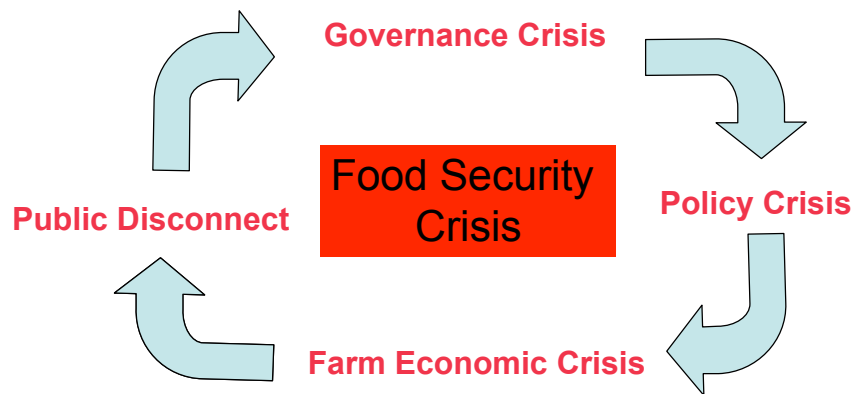 Governance Crisis
Food Security
Crisis
Policy Crisis
Public Disconnect
Farm Economic Crisis